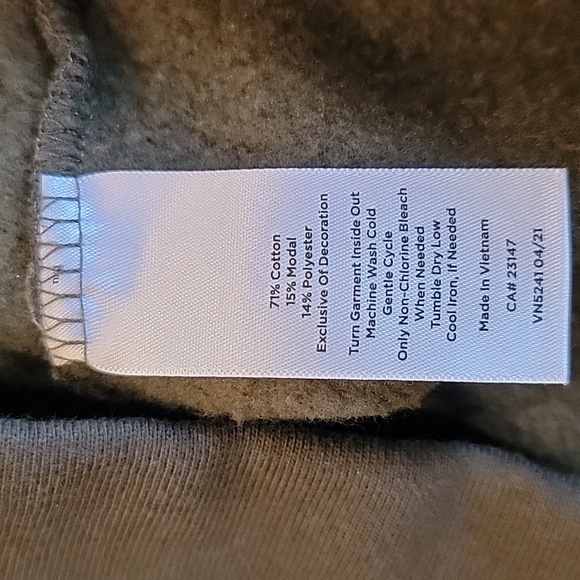 71% Cotton
15% Modal
14% Polyester
Exclusive Of Decoration
Turn Garment Inside Out
Machine Wash Cold
Gentle Cycle
Only Non-Chlorine Bleach
When Needed
Tumble Dry Low
Cool Iron, If Needed
Made In Vietnam
CA# 23147
VN5241 04/21